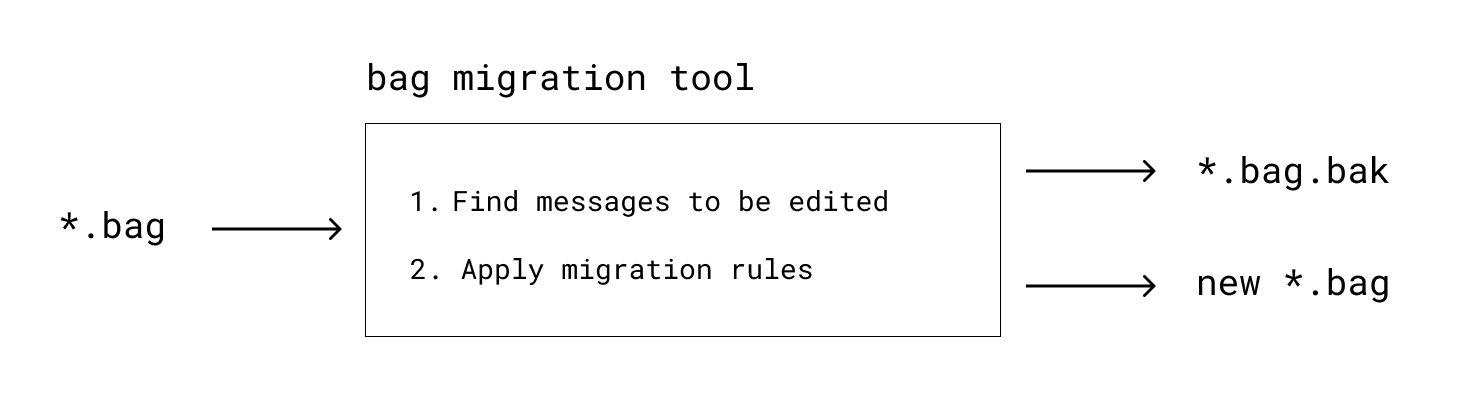 bag migration tool
*.bag
1. Find messages to be edited
2. Apply migration rules
*.bag.bak
new *.bag